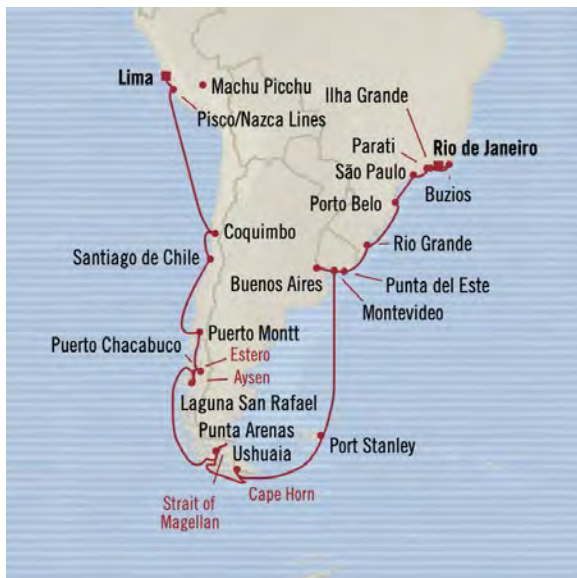 Lima
Machu Picchu
Pisco/Nazca Lines
Ilha Grande
Parati
Rio de Janeiro
São Paulo
Buzios
Porto Belo
Coquimbo
Rio Grande
Santiago de Chile
Buenos Aires
Punta del Este
Montevideo
Puerto Montt
Puerto Chacabuco
Estero
Aysen
Laguna San Rafael
Punta Arenas
Ushuaia
Port Stanley
Cape Horn
Strait of
Magellan